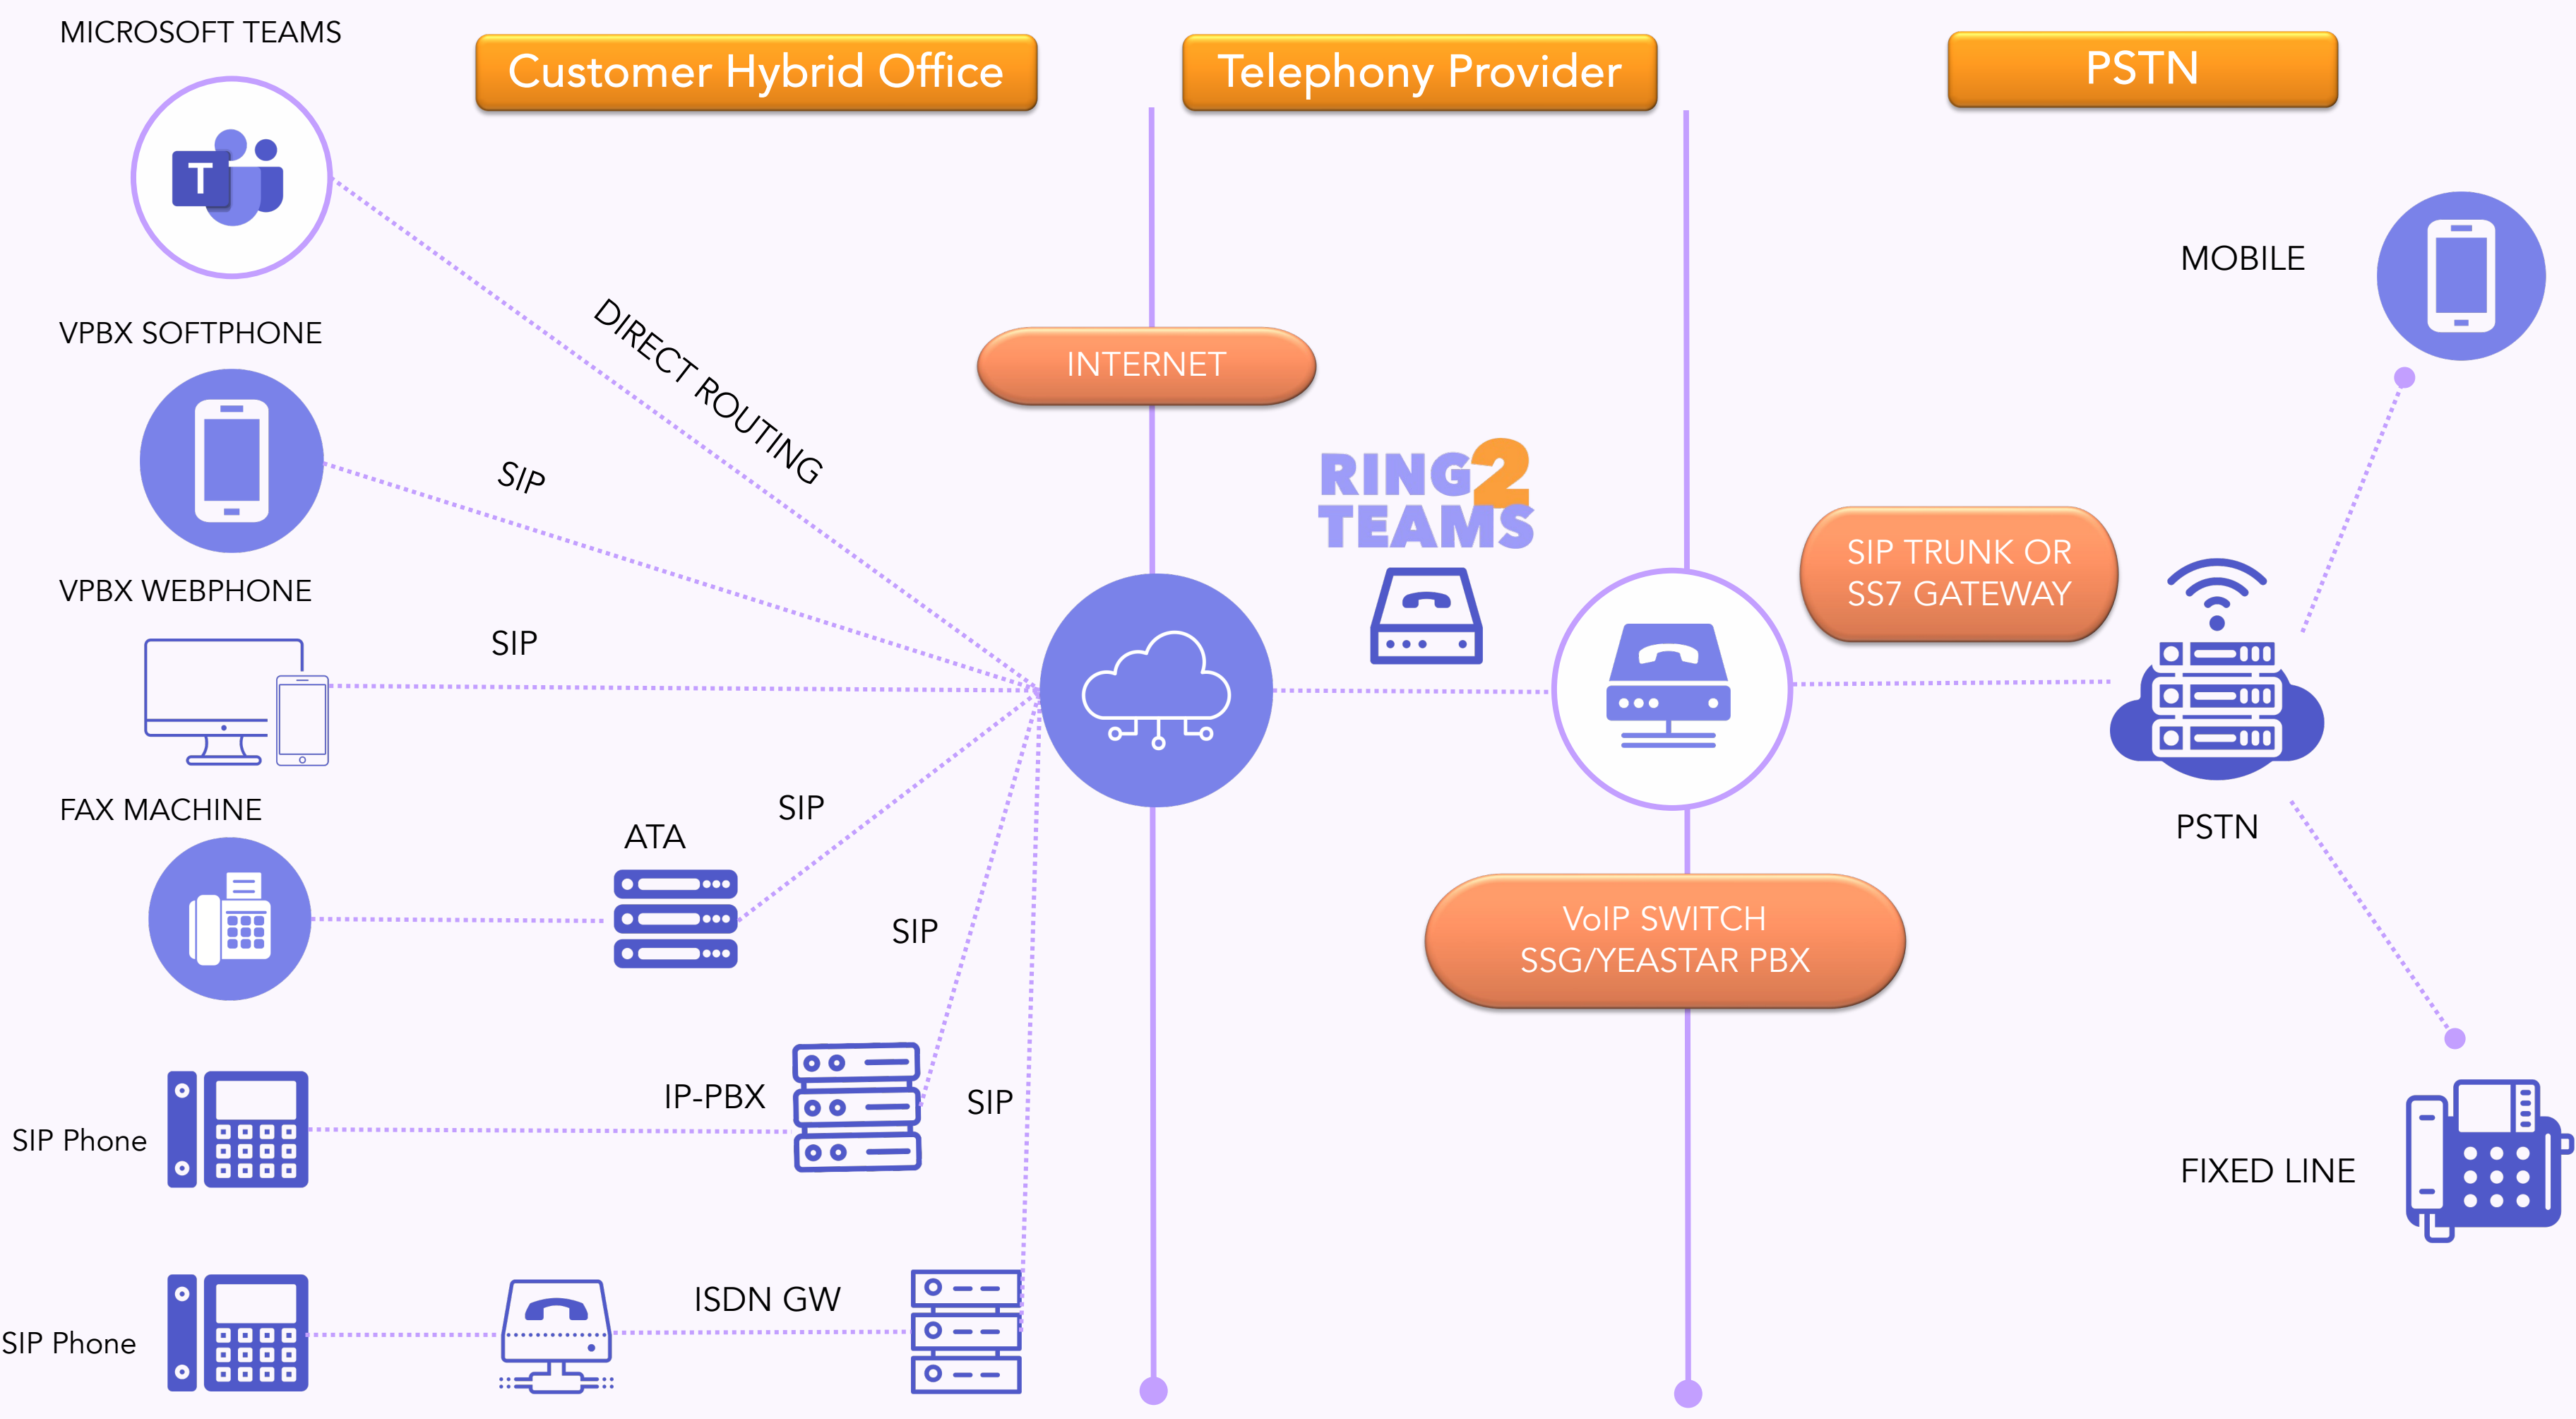 MICROSOFT TEAMS
Customer Hybrid Office
Telephony Provider
PSTN
T
MOBILE
VPBX SOFTPHONE
DIRECT ROUTING
INTERNET
SIP
RING2
TEAMS
SIP TRUNK OR
SS7 GATEWAY
VPBX WEBPHONE
SIP
FAX MACHINE
ATA
SIP
PSTN
SIP
VoIP SWITCH
SSG/YEASTAR PBX
IP-PBX
SIP
SIP Phone
FIXED LINE
ISDN GW
SIP Phone